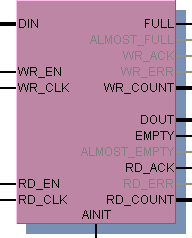 DIN FULL
ALMOST_FULL
WR_ACK
WR_EN WR_ERR
WR_CLK WR_COUNT
DOUT
EMPTY
ALMOST_EMPTY
RD_ACK
RD_EN RD_ERR
RD_CLK RD_COUNT
AINIT